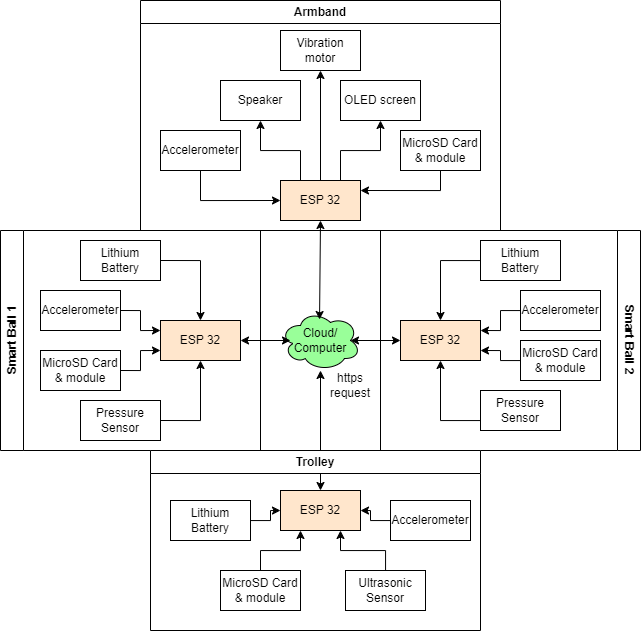 Armband
Vibration
motor
Speaker
OLED screen
Accelerometer
MicroSD Card
& module
ESP 32
Smart Ball 1
Lithium
Battery
Accelerometer
ESP 32
MicroSD Card
& module
Pressure
Sensor
Cloud/
Computer
https
request
Lithium
Battery
Accelerometer
ESP 32
MicroSD Card
& module
Pressure
Sensor
Smart Ball 2
Trolley
Lithium
Battery
ESP 32
Accelerometer
MicroSD Card
& module
Ultrasonic
Sensor